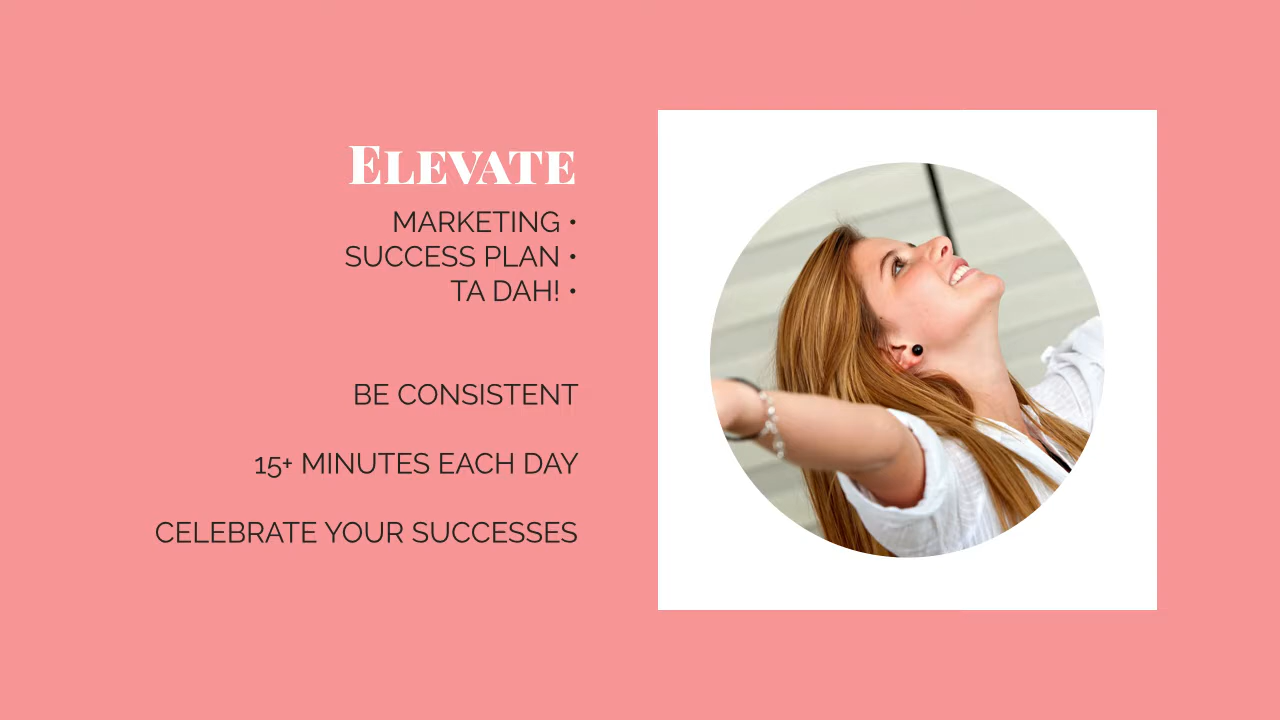 ELEVATE
MARKETING •
SUCCESS PLAN •
TA DAH! •
BE CONSISTENT
15+ MINUTES EACH DAY
CELEBRATE YOUR SUCCESSES